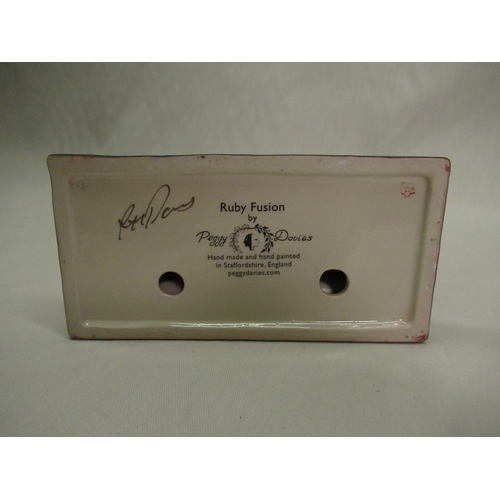 Ruby Fusion
by
Peggy Davies
Hand made and hand painted
in Staffordshire, England
peggydavies.com